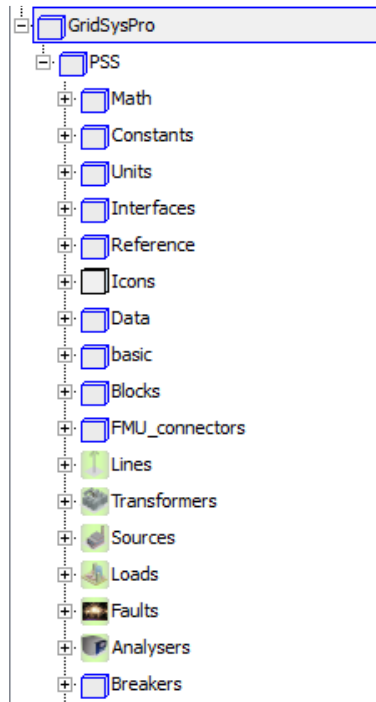 GridSysPro
PSS
Math
Constants
Units
Interfaces
Reference
Icons
Data
basic
Blocks
FMU_connectors
Lines
Transformers
Sources
Loads
Faults
Analysers
Breakers